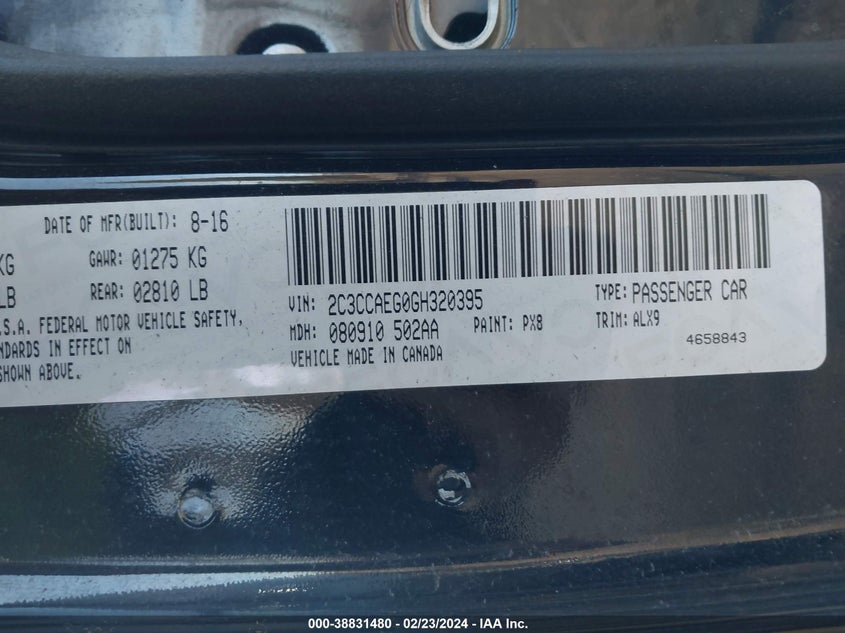 DATE OF MFR(BUILT): 8-16
KG GAWR: 01275 KG
LB REAR: 02810 LB
.S.A. FEDERAL MOTOR VEHICLE SAFETY,
NDARDS IN EFFECT ON
SHOWN ABOVE.
VIN: 2C3CCAEG0GH320395 TYPE: PASSENGER CAR
MDH: 080910 502AA PAINT: PX8 TRIM: ALX9
VEHICLE MADE IN CANADA 4658843
000-38831480 - 02/23/2024 - IAA Inc.